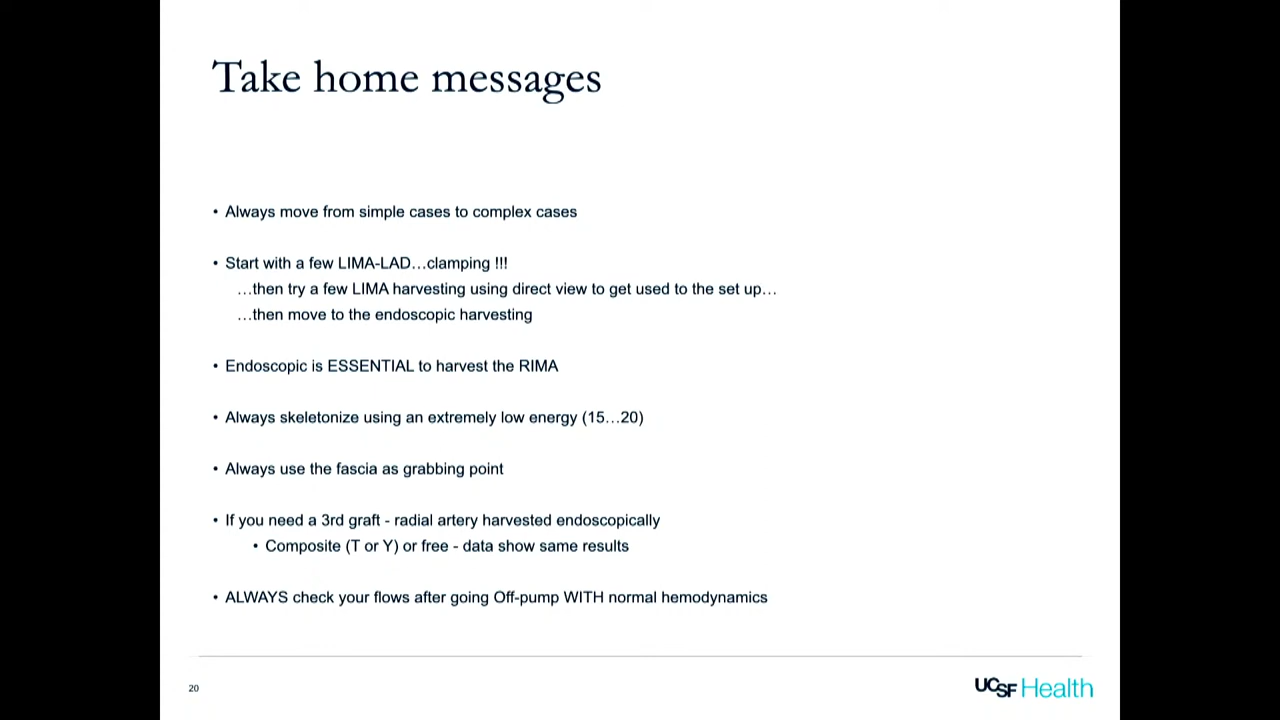 Take home messages
• Always move from simple cases to complex cases
• Start with a few LIMA-LAD…clamping !!!
…then try a few LIMA harvesting using direct view to get used to the set up…
…then move to the endoscopic harvesting
• Endoscopic is ESSENTIAL to harvest the RIMA
• Always skeletonize using an extremely low energy (15…20)
• Always use the fascia as grabbing point
• If you need a 3rd graft - radial artery harvested endoscopically
• Composite (T or Y) or free - data show same results
• ALWAYS check your flows after going Off-pump WITH normal hemodynamics
20
UCSF Health